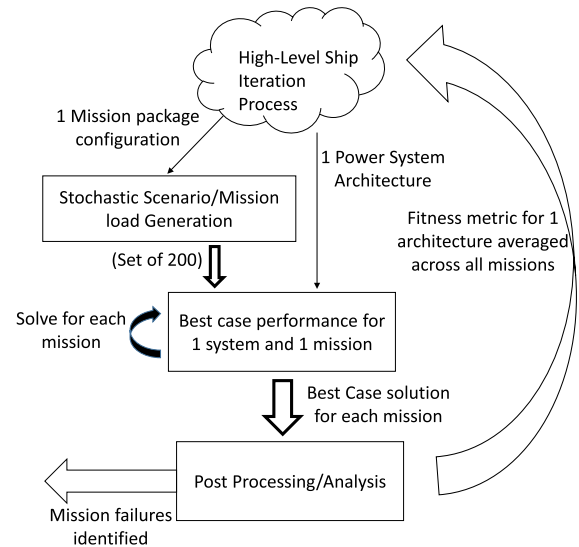 High-Level Ship
Iteration
Process
1 Mission package
configuration
1 Power System
Architecture
Stochastic Scenario/Mission
load Generation
Fitness metric for 1
architecture averaged
across all missions
(Set of 200)
Solve for each
mission
Best case performance for
1 system and 1 mission
Best Case solution
for each mission
Post Processing/Analysis
Mission failures
identified